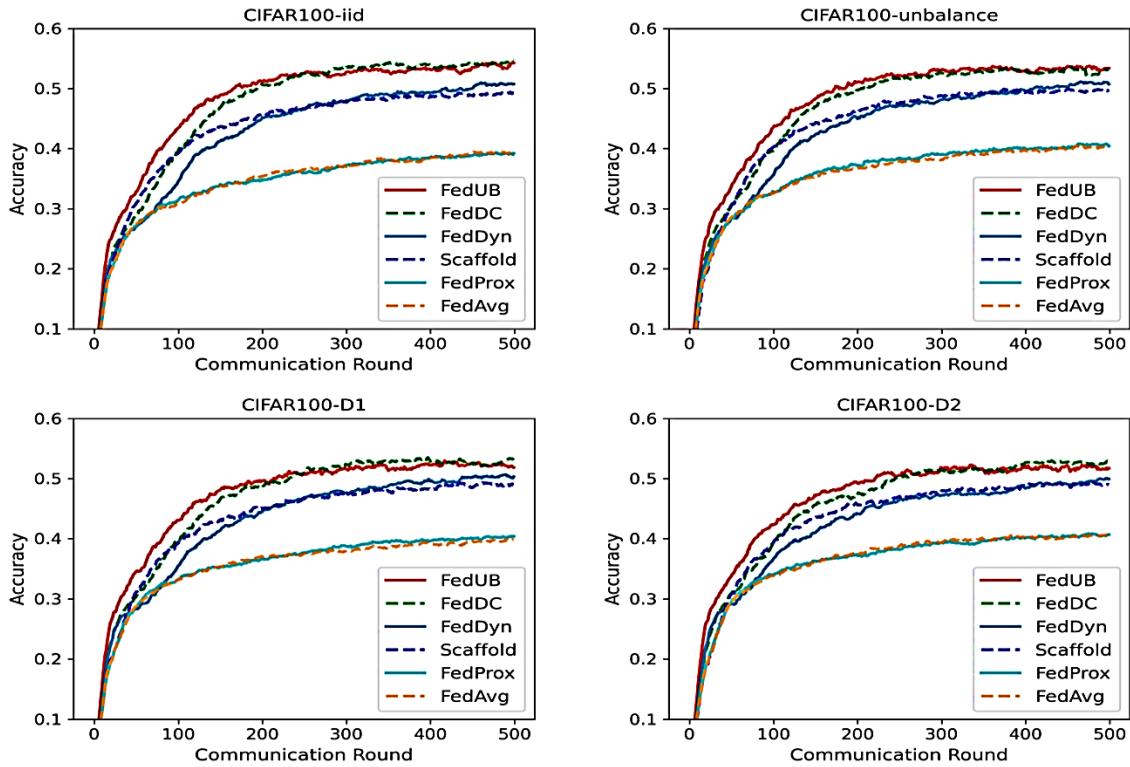 CIFAR100-iid
0.6
0.5
0.4
0.3
0.2
0.1
Accuracy
FedUB
FedDC
FedDyn
Scaffold
FedProx
FedAvg
0 100 200 300 400 500
Communication Round
CIFAR100-unbalance
0.6
0.5
0.4
0.3
0.2
0.1
Accuracy
FedUB
FedDC
FedDyn
Scaffold
FedProx
FedAvg
0 100 200 300 400 500
Communication Round
CIFAR100-D1
0.6
0.5
0.4
0.3
0.2
0.1
Accuracy
FedUB
FedDC
FedDyn
Scaffold
FedProx
FedAvg
0 100 200 300 400 500
Communication Round
CIFAR100-D2
0.6
0.5
0.4
0.3
0.2
0.1
Accuracy
FedUB
FedDC
FedDyn
Scaffold
FedProx
FedAvg
0 100 200 300 400 500
Communication Round